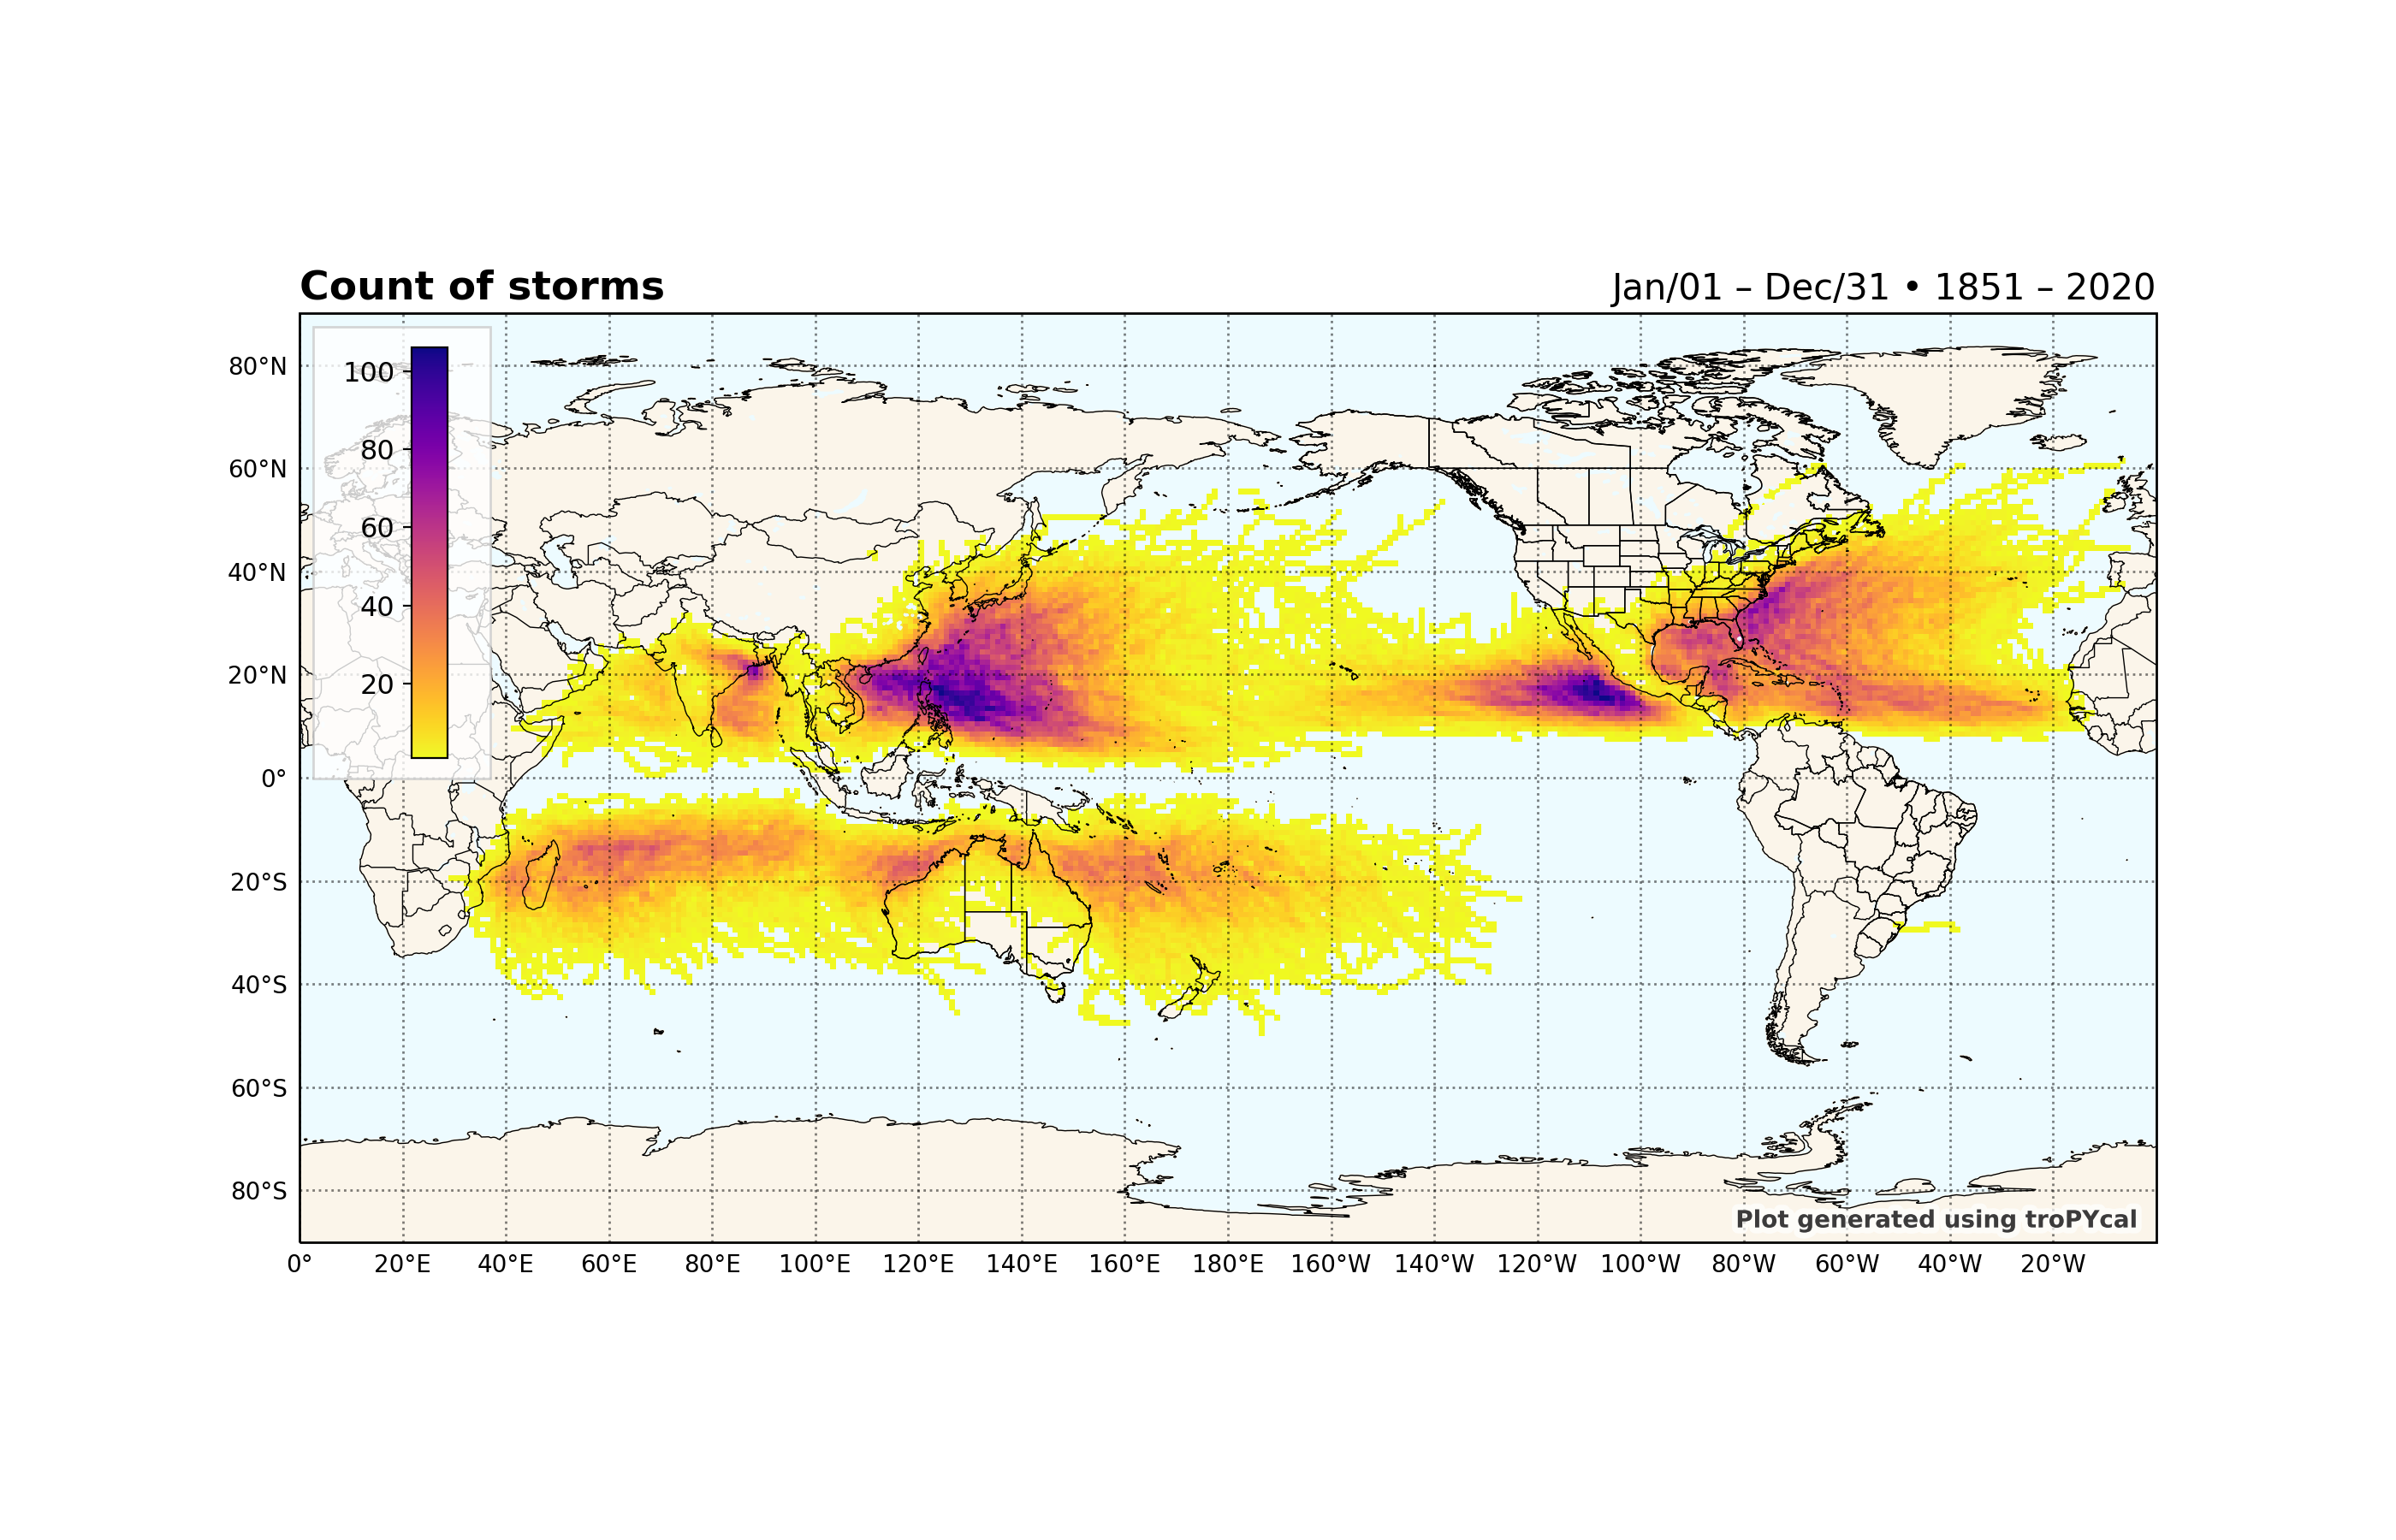 Count of storms
Jan/01 – Dec/31 • 1851 – 2020
100
80
60
40
20
80°N
60°N
40°N
20°N
0°
20°S
40°S
60°S
80°S
0°
20°E
40°E
60°E
80°E
100°E
120°E
140°E
160°E
180°E
160°W
140°W
120°W
100°W
80°W
60°W
40°W
20°W
Plot generated using troPYcal